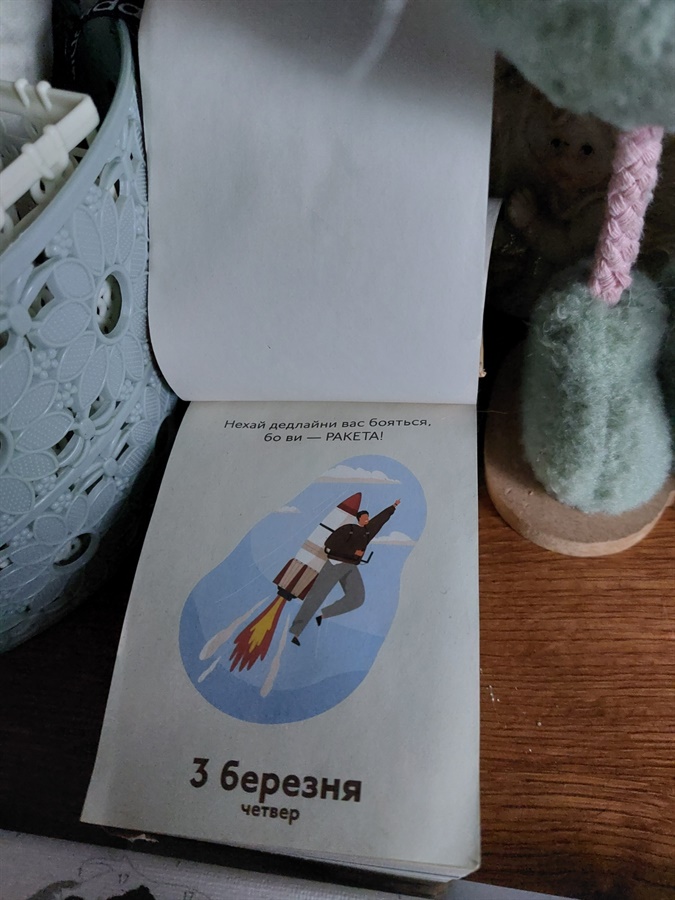 Нехай дедлайни вас бояться,
бо ви — РАКЕТА!
3 березня
четвер